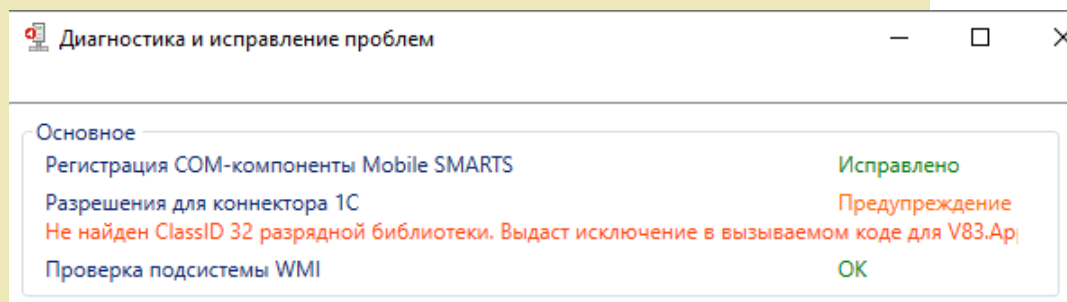 Диагностика и исправление проблем
Основное
Регистрация COM-компоненты Mobile SMARTS Исправлено
Разрешения для коннектора 1С Предупреждение
Не найден ClassID 32 разрядной библиотеки. Выдаст исключение в вызываемом коде для V83.Ap
Проверка подсистемы WMI OK